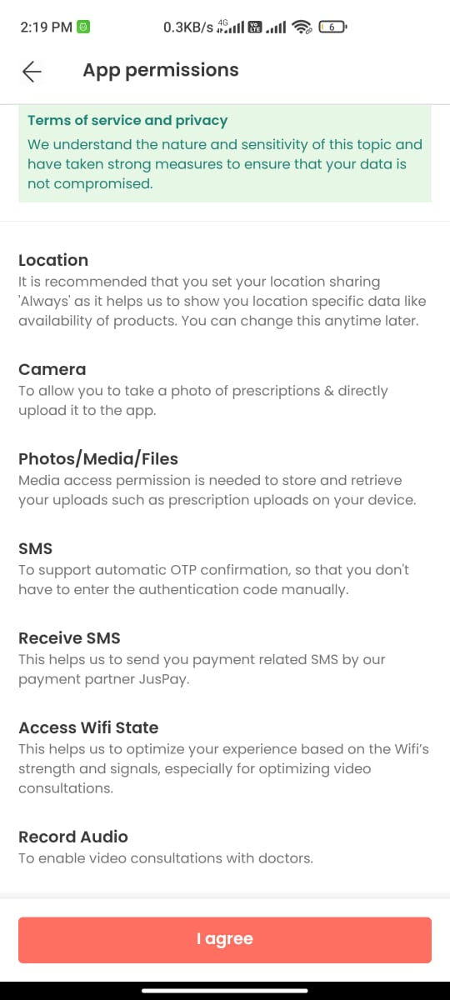 2:19 PM 0.3KB/s 4G Vo LTE 6
App permissions
Terms of service and privacy
We understand the nature and sensitivity of this topic and
have taken strong measures to ensure that your data is
not compromised.
Location
It is recommended that you set your location sharing
'Always' as it helps us to show you location specific data like
availability of products. You can change this anytime later.
Camera
To allow you to take a photo of prescriptions & directly
upload it to the app.
Photos/Media/Files
Media access permission is needed to store and retrieve
your uploads such as prescription uploads on your device.
SMS
To support automatic OTP confirmation, so that you don't
have to enter the authentication code manually.
Receive SMS
This helps us to send you payment related SMS by our
payment partner JusPay.
Access Wifi State
This helps us to optimize your experience based on the Wifi’s
strength and signals, especially for optimizing video
consultations.
Record Audio
To enable video consultations with doctors.
I agree